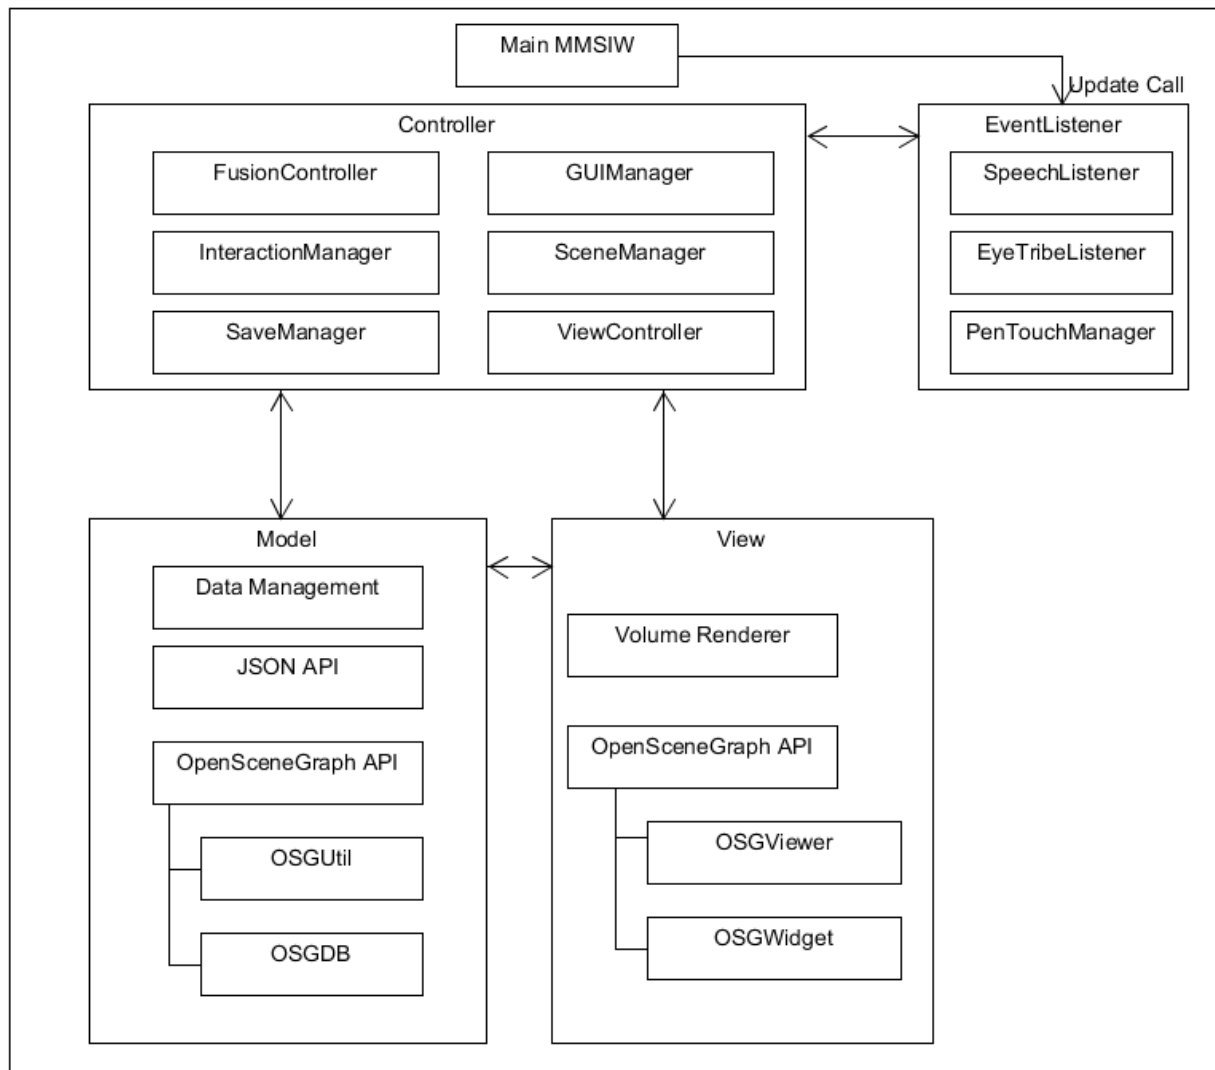 Main MMSIW
Update Call
Controller
EventListener
FusionController
GUIManager
SpeechListener
InteractionManager
SceneManager
EyeTribeListener
SaveManager
ViewController
PenTouchManager
Model
View
Data Management
Volume Renderer
JSON API
OpenSceneGraph API
OpenSceneGraph API
OSGUtil
OSGViewer
OSGDB
OSGWidget